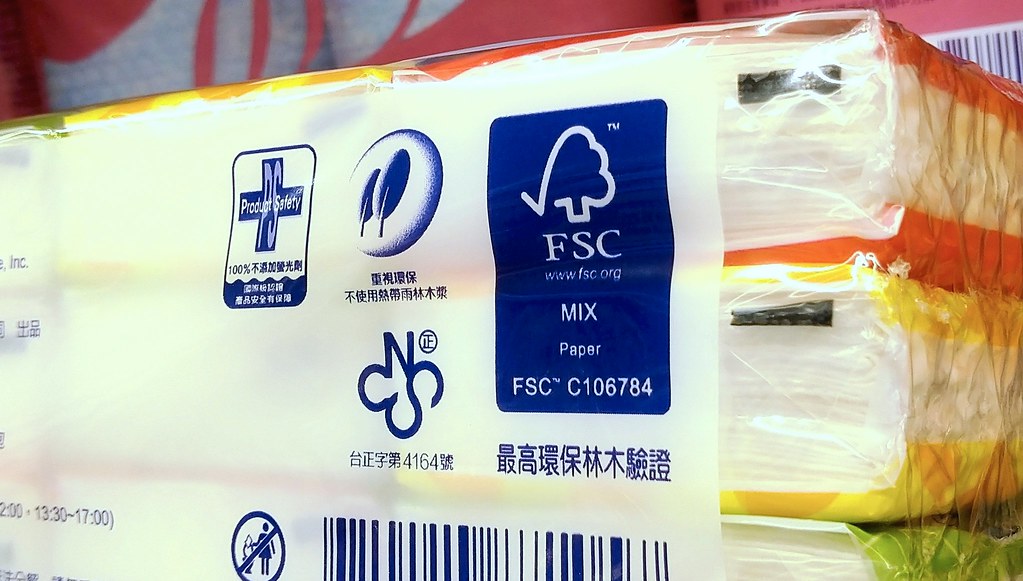 Product Safety
PS
100%不添加螢光劑
國際級認證
產品安全有保障
重視環保
不使用熱帶雨林木漿
CNS
正
台正字第4164號
™
FSC
www.fsc.org
MIX
Paper
FSC™ C106784
最高環保林木驗證
e, Inc.
出品
2:00，13:30~17:00)